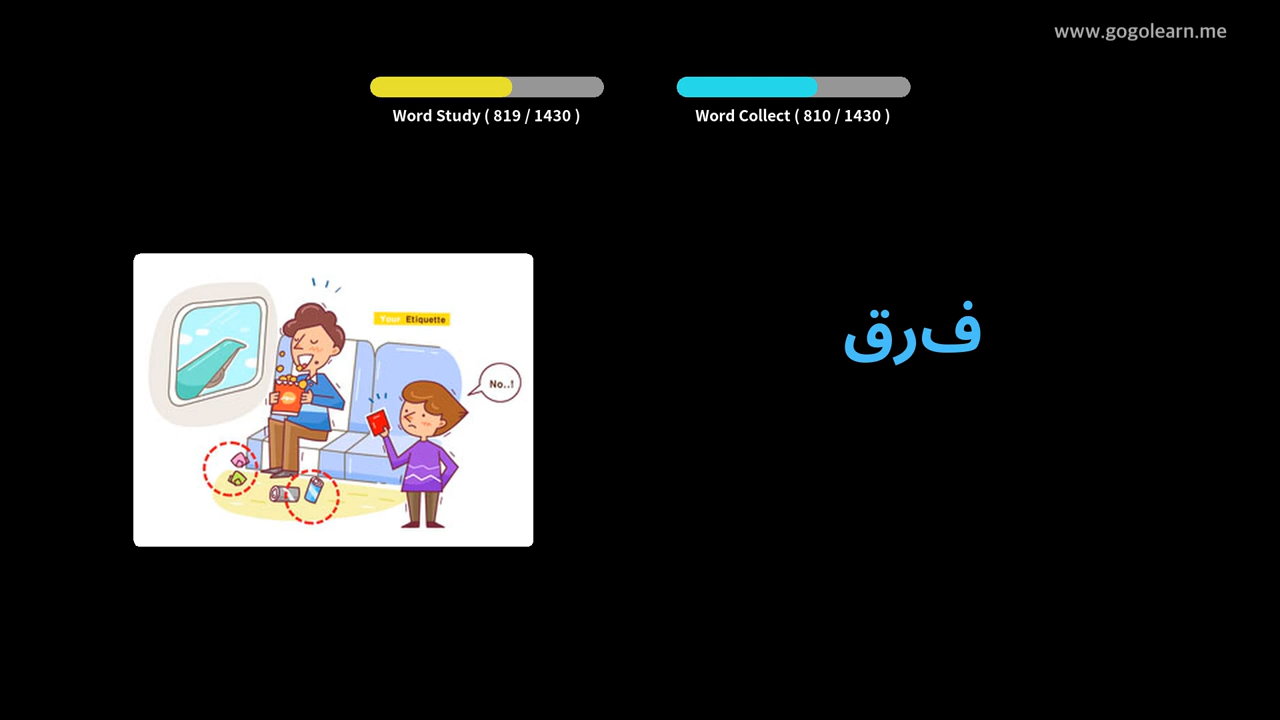 www.gogolearn.me
Word Study ( 819 / 1430 )
Word Collect ( 810 / 1430 )
Your Etiquette
No..!
فرق